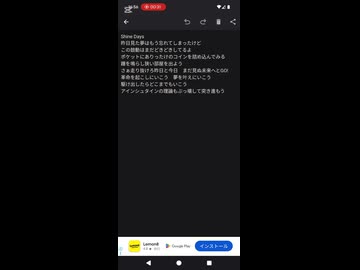 00:31
Shine Days
昨日見た夢はもう忘れてしまったけど
この鼓動はまだどきどきしてるよ
ポケットにありったけのコインを詰め込んでみる
踵を鳴らし狭い部屋を出よう
さぁ走り抜けろ昨日と今日　まだ見ぬ未来へとGO!
革命を起こしにいこう　夢を叶えにいこう
駆け出したらどこまでもいこう
アインシュタインの理論もぶっ壊して突き進もう
Lemon8
Google Play
インストール